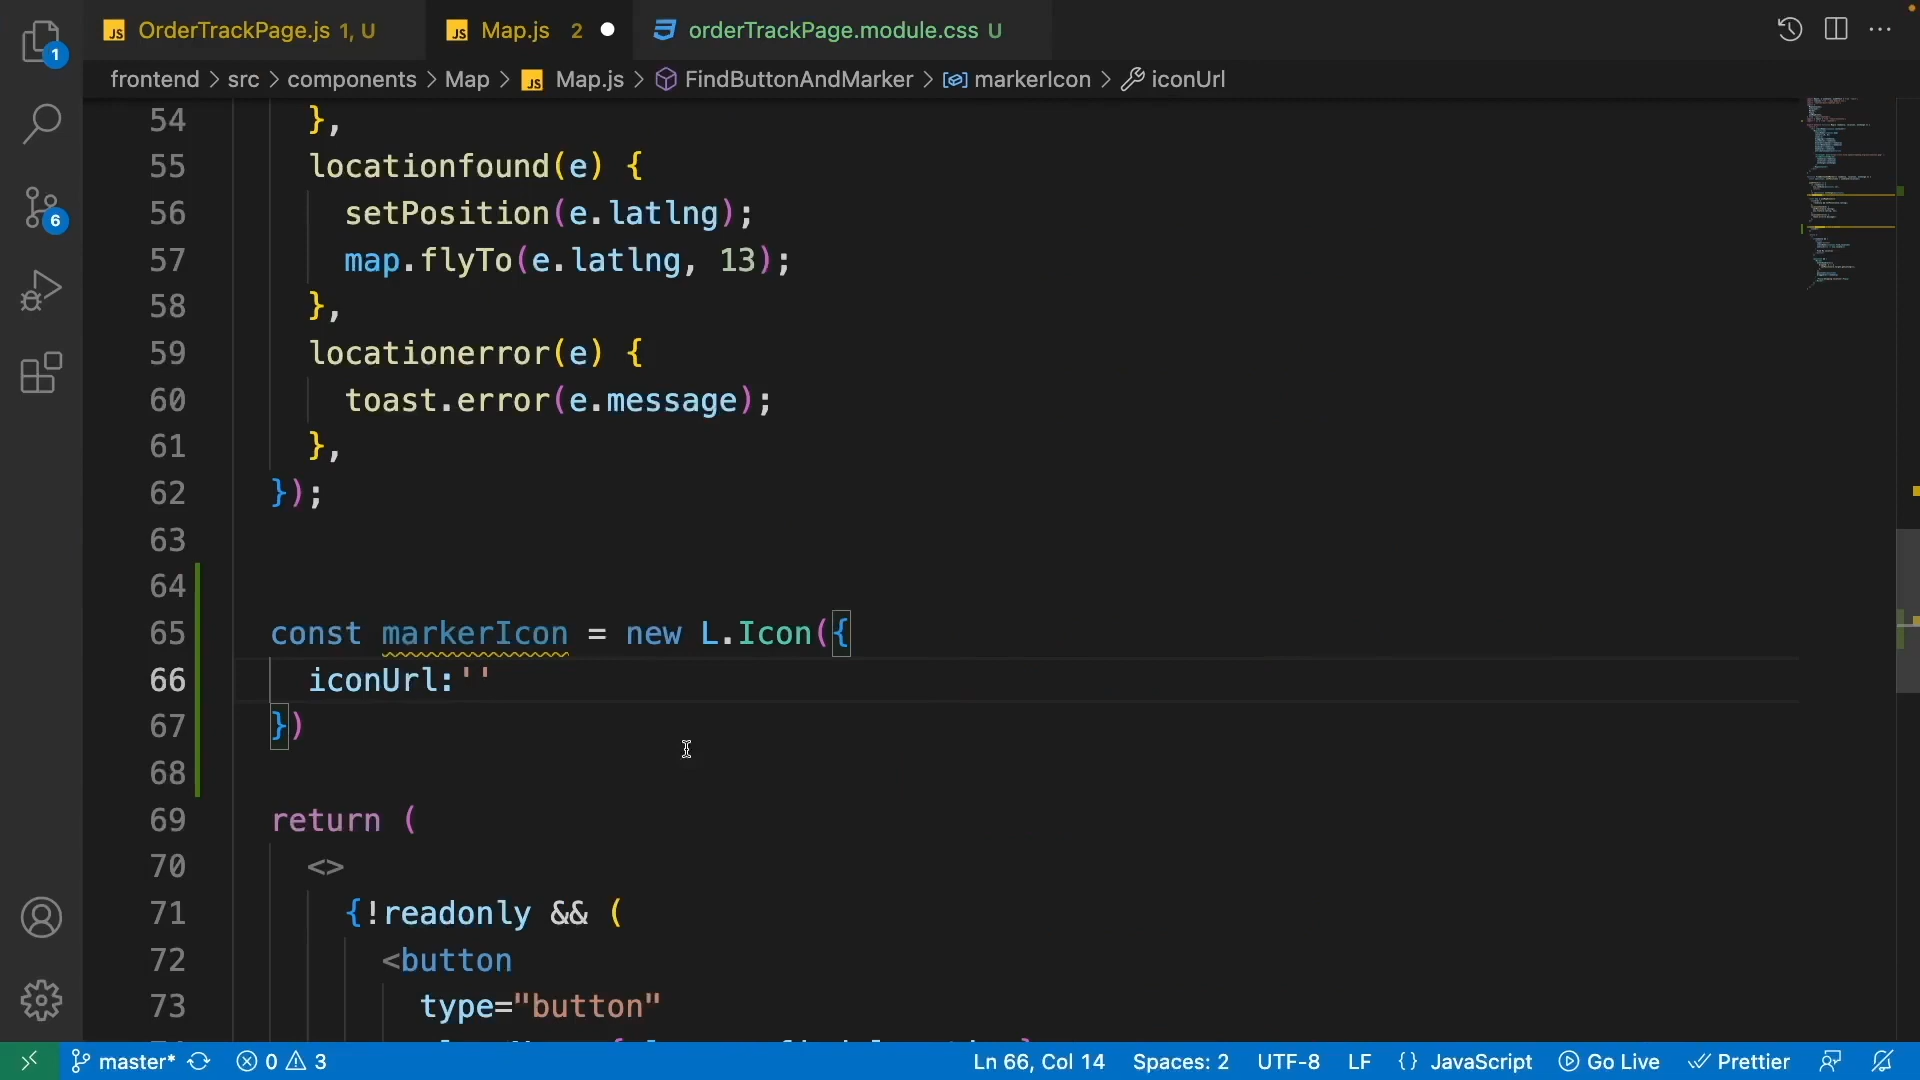 OrderTrackPage.js 1, U
Map.js 2
orderTrackPage.module.css U
frontend > src > components > Map > Map.js > FindButtonAndMarker > markerIcon > iconUrl
54 },
55 locationfound(e) {
56 setPosition(e.latlng);
57 map.flyTo(e.latlng, 13);
58 },
59 locationerror(e) {
60 toast.error(e.message);
61 },
62 });
63
64
65 const markerIcon = new L.Icon({
66 iconUrl:''
67 })
68
69 return (
70 <>
71 {!readonly && (
72 <button
73 type="button"
1
6
master* 0 3 Ln 66, Col 14 Spaces: 2 UTF-8 LF {} JavaScript Go Live Prettier